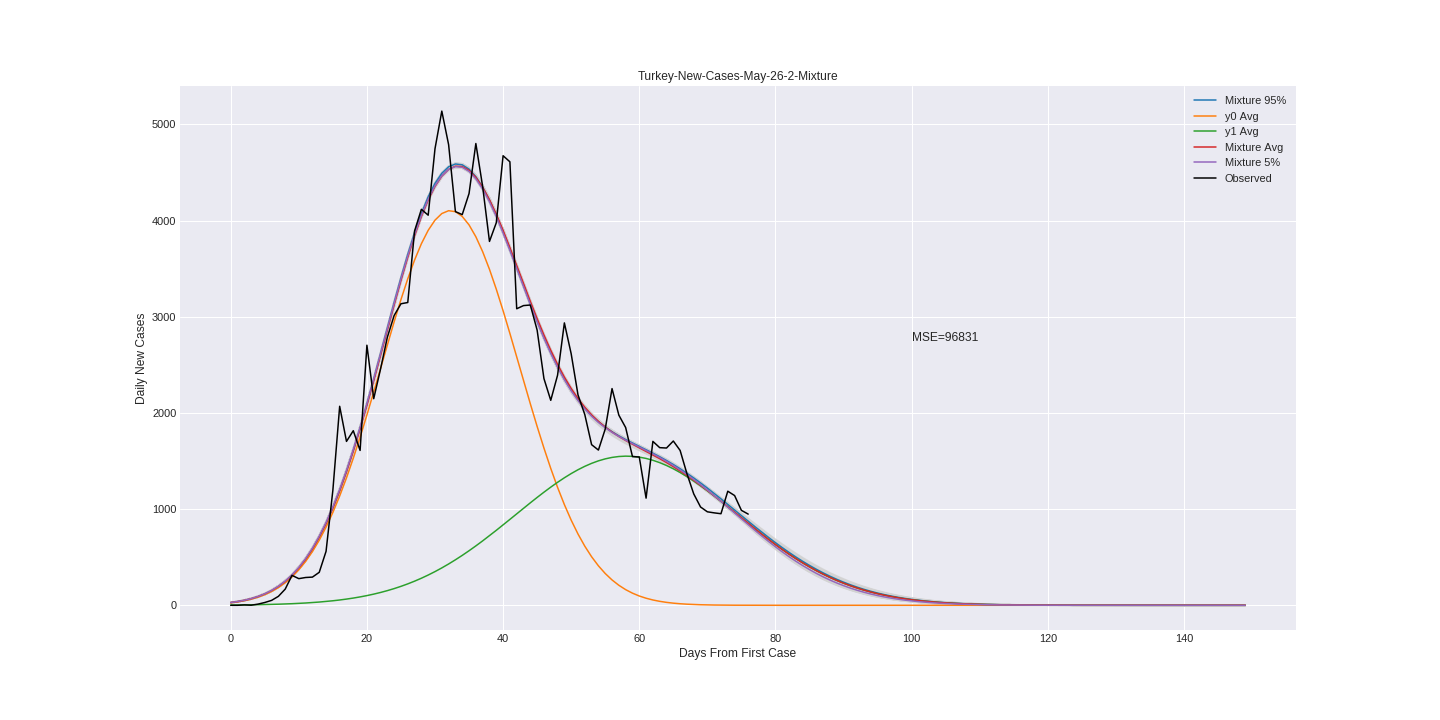 Turkey-New-Cases-May-26-2-Mixture
Mixture 95%
y0 Avg
y1 Avg
Mixture Avg
Mixture 5%
Observed
5000
4000
3000
2000
1000
0
Daily New Cases
MSE=96831
0 20 40 60 80 100 120 140
Days From First Case